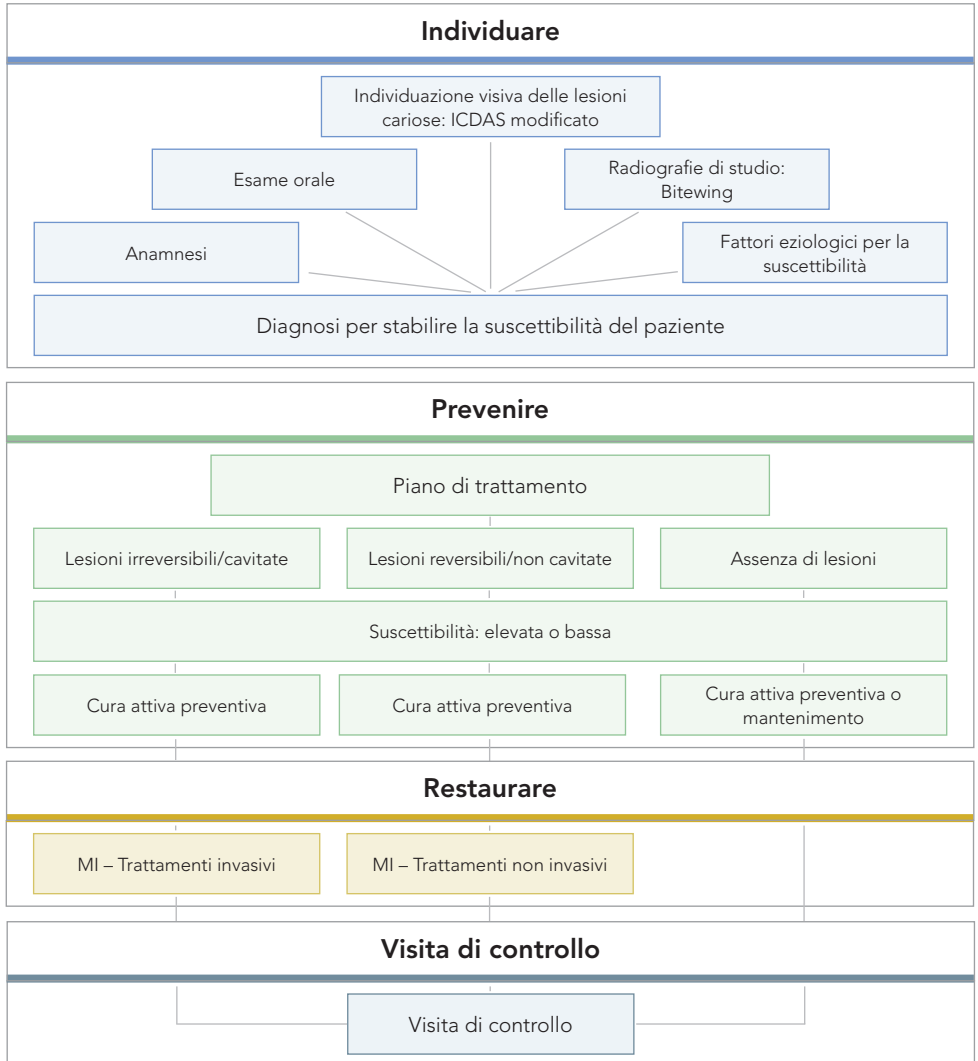 Individuare
Individuazione visiva delle lesioni
cariose: ICDAS modificato
Esame orale
Radiografie di studio:
Bitewing
Anamnesi
Fattori eziologici per la
suscettibilità
Diagnosi per stabilire la suscettibilità del paziente
Prevenire
Piano di trattamento
Lesioni irreversibili/cavitate
Lesioni reversibili/non cavitate
Assenza di lesioni
Suscettibilità: elevata o bassa
Cura attiva preventiva
Cura attiva preventiva
Cura attiva preventiva o
mantenimento
Restaurare
MI – Trattamenti invasivi
MI – Trattamenti non invasivi
Visita di controllo
Visita di controllo